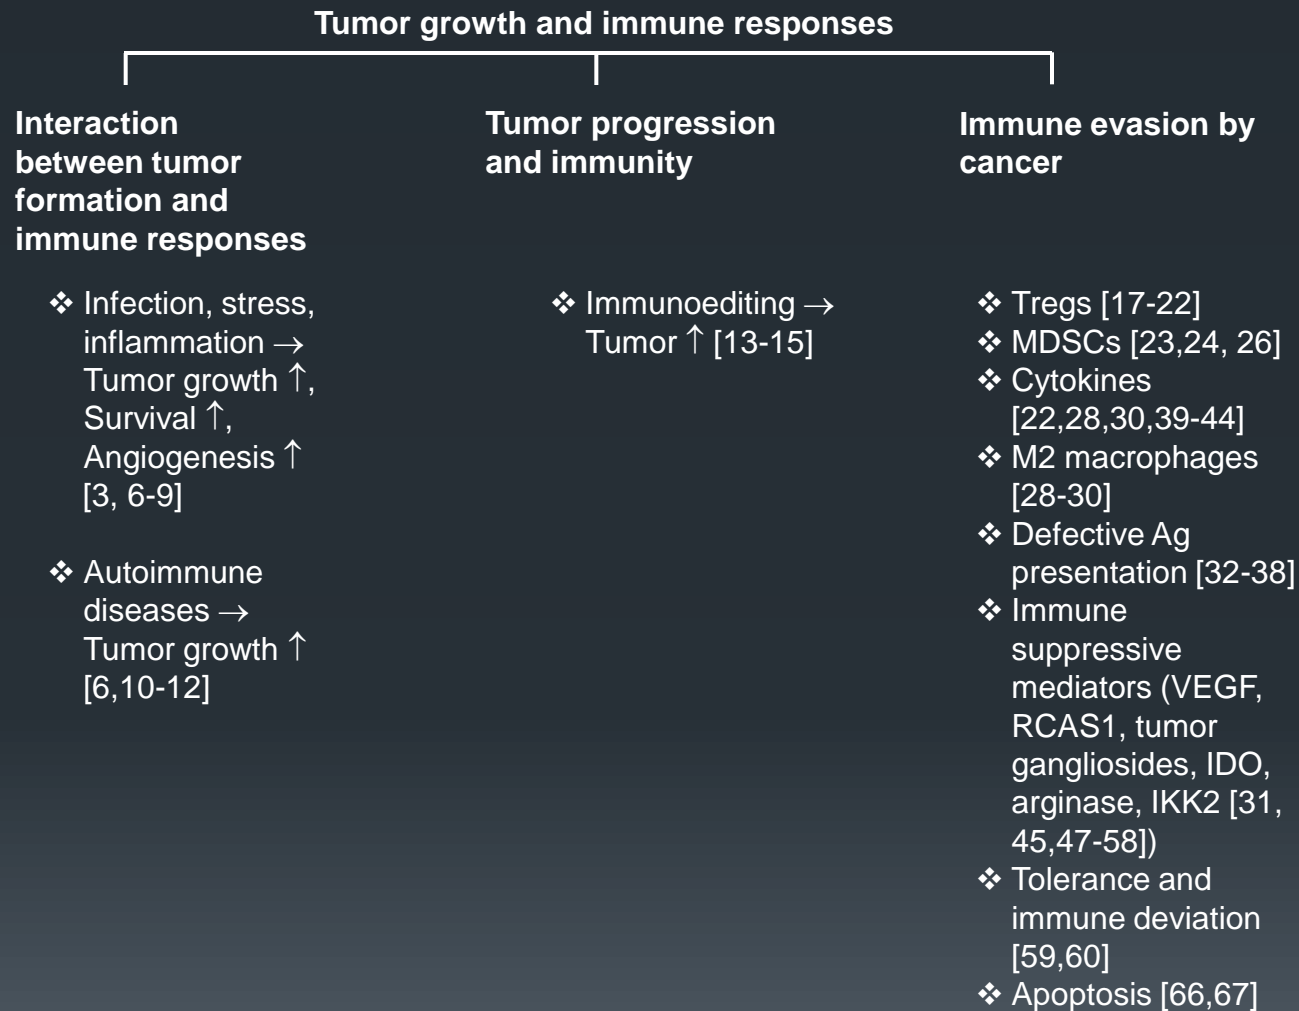 Tumor growth and immune responses
Interaction
between tumor
formation and
immune responses
❖ Infection, stress,
inflammation →
Tumor growth ↑,
Survival ↑,
Angiogenesis ↑
[3, 6-9]
❖ Autoimmune
diseases →
Tumor growth ↑
[6,10-12]
Tumor progression
and immunity
❖ Immunoediting →
Tumor ↑ [13-15]
Immune evasion by
cancer
❖ Tregs [17-22]
❖ MDSCs [23,24, 26]
❖ Cytokines
[22,28,30,39-44]
❖ M2 macrophages
[28-30]
❖ Defective Ag
presentation [32-38]
❖ Immune
suppressive
mediators (VEGF,
RCAS1, tumor
gangliosides, IDO,
arginase, IKK2 [31,
45,47-58])
❖ Tolerance and
immune deviation
[59,60]
❖ Apoptosis [66,67]